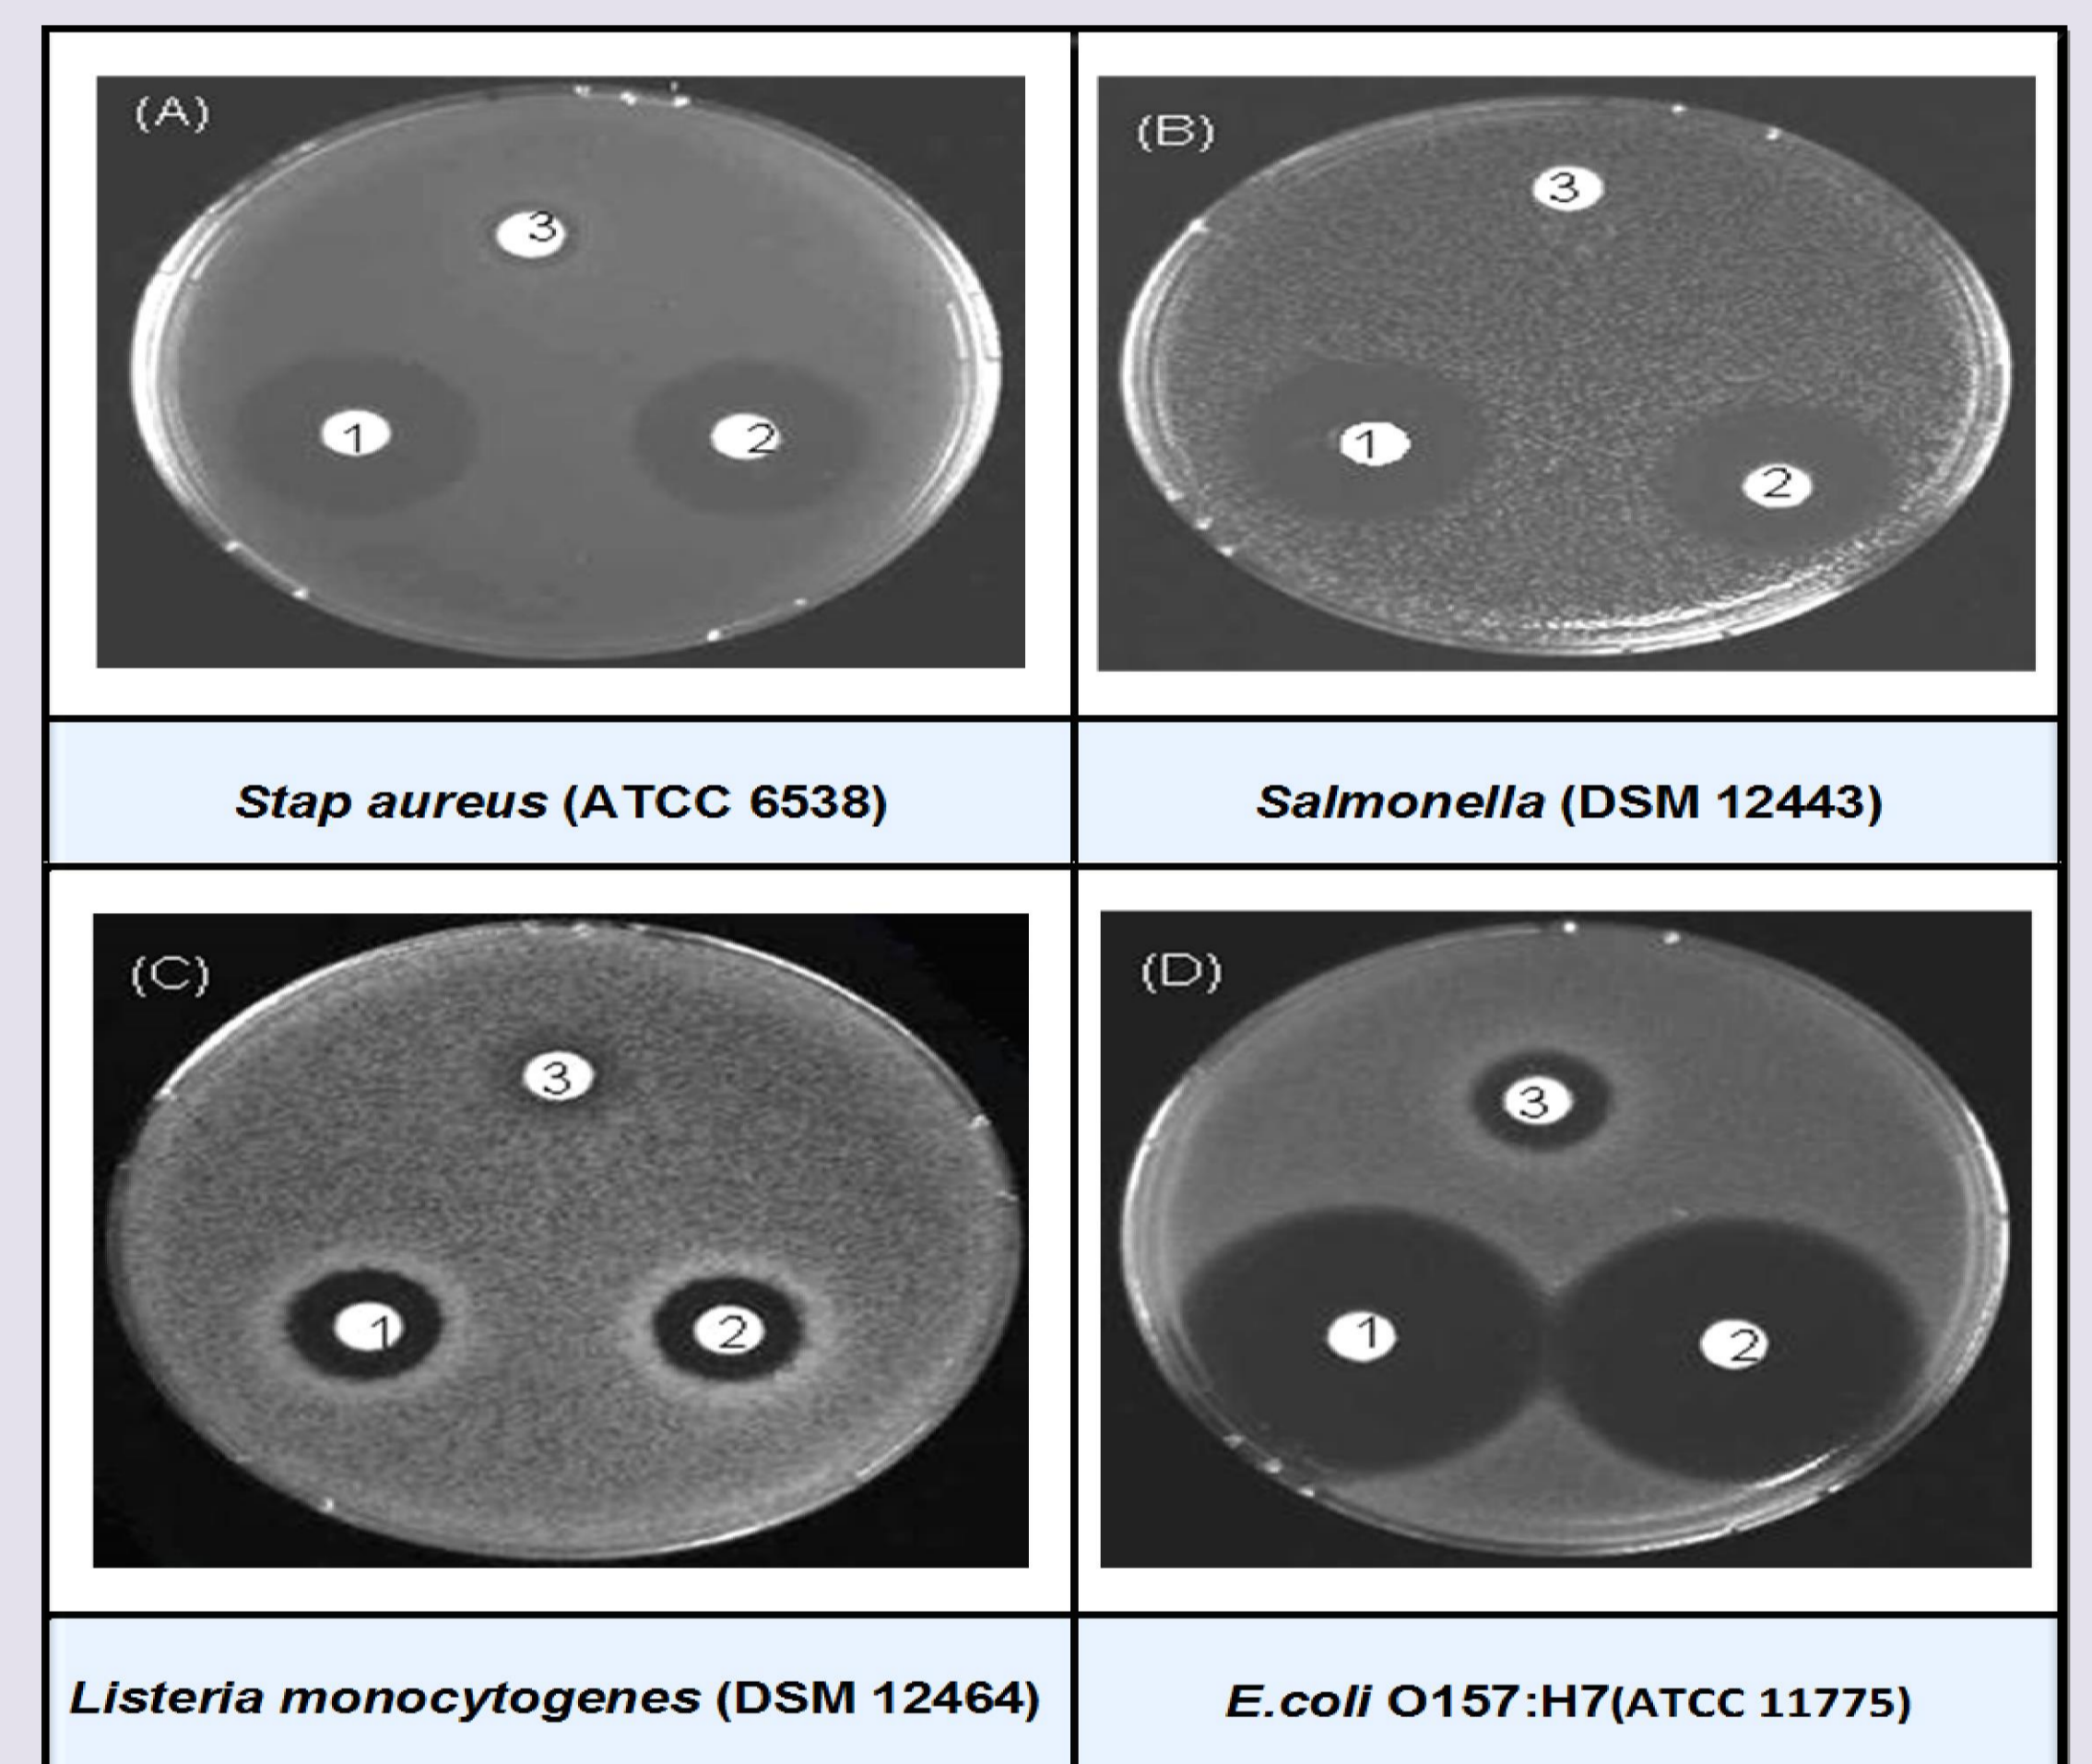 (A)
3
1
2
(B)
3
1
2
Stap aureus (ATCC 6538)
Salmonella (DSM 12443)
(C)
3
1
2
(D)
3
1
2
Listeria monocytogenes (DSM 12464)
E.coli O157:H7(ATCC 11775)